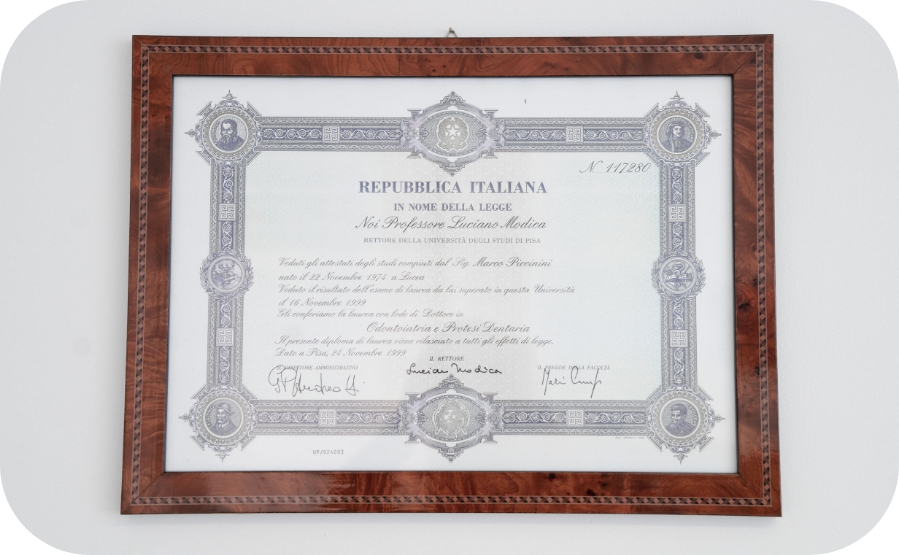 N° 117280
REPUBBLICA ITALIANA
IN NOME DELLA LEGGE
Noi Professore Luciano Modica
RETTORE DELLA UNIVERSITÀ DEGLI STUDI DI PISA
Veduti gli attestati degli studi compiuti dal Sig. Marco Piccinini
nato il 22 Novembre 1974 a Lucca
Veduto il risultato dell'esame di laurea da lui superato in questa Università
il 16 Novembre 1999
Gli conferiamo la laurea con lode di Dottore in
Odontoiatria e Protesi Dentaria
Il presente diploma di laurea viene rilasciato a tutti gli effetti di legge.
Dato a Pisa, 24 Novembre 1999
IL RETTORE
IL DIRETTORE AMMINISTRATIVO
IL PRESIDE DELLA FACOLTÀ
Luciano Modica